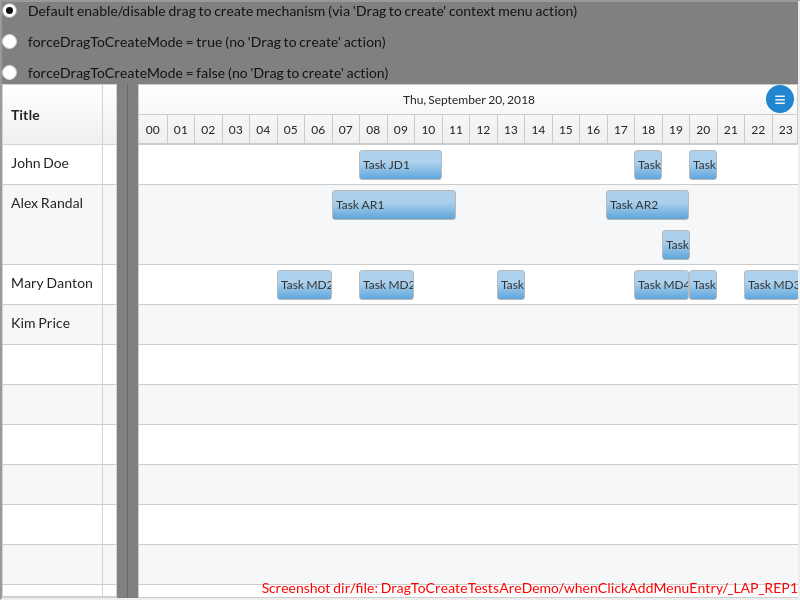 Default enable/disable drag to create mechanism (via 'Drag to create' context menu action)
forceDragToCreateMode = true (no 'Drag to create' action)
forceDragToCreateMode = false (no 'Drag to create' action)
Title
Thu, September 20, 2018
00 01 02 03 04 05 06 07 08 09 10 11 12 13 14 15 16 17 18 19 20 21 22 23
John Doe Task JD1 Task Task
Alex Randal Task AR1 Task AR2
Task
Mary Danton Task MD2 Task MD2 Task Task MD4 Task Task MD3
Kim Price
Screenshot dir/file: DragToCreateTestsAreDemo/whenClickAddMenuEntry/_LAP_REP1